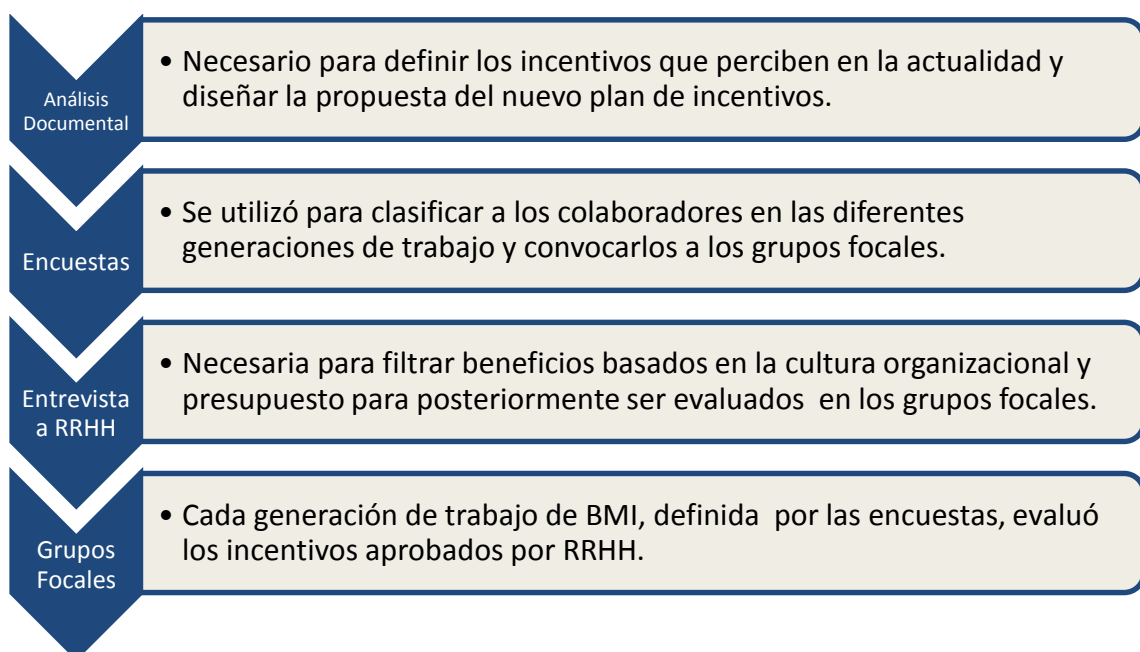 Análisis
Documental
• Necesario para definir los incentivos que perciben en la actualidad y
diseñar la propuesta del nuevo plan de incentivos.
Encuestas
• Se utilizó para clasificar a los colaboradores en las diferentes
generaciones de trabajo y convocarlos a los grupos focales.
Entrevista
a RRHH
• Necesaria para filtrar beneficios basados en la cultura organizacional y
presupuesto para posteriormente ser evaluados  en los grupos focales.
Grupos
Focales
• Cada generación de trabajo de BMI, definida  por las encuestas, evaluó
los incentivos aprobados por RRHH.